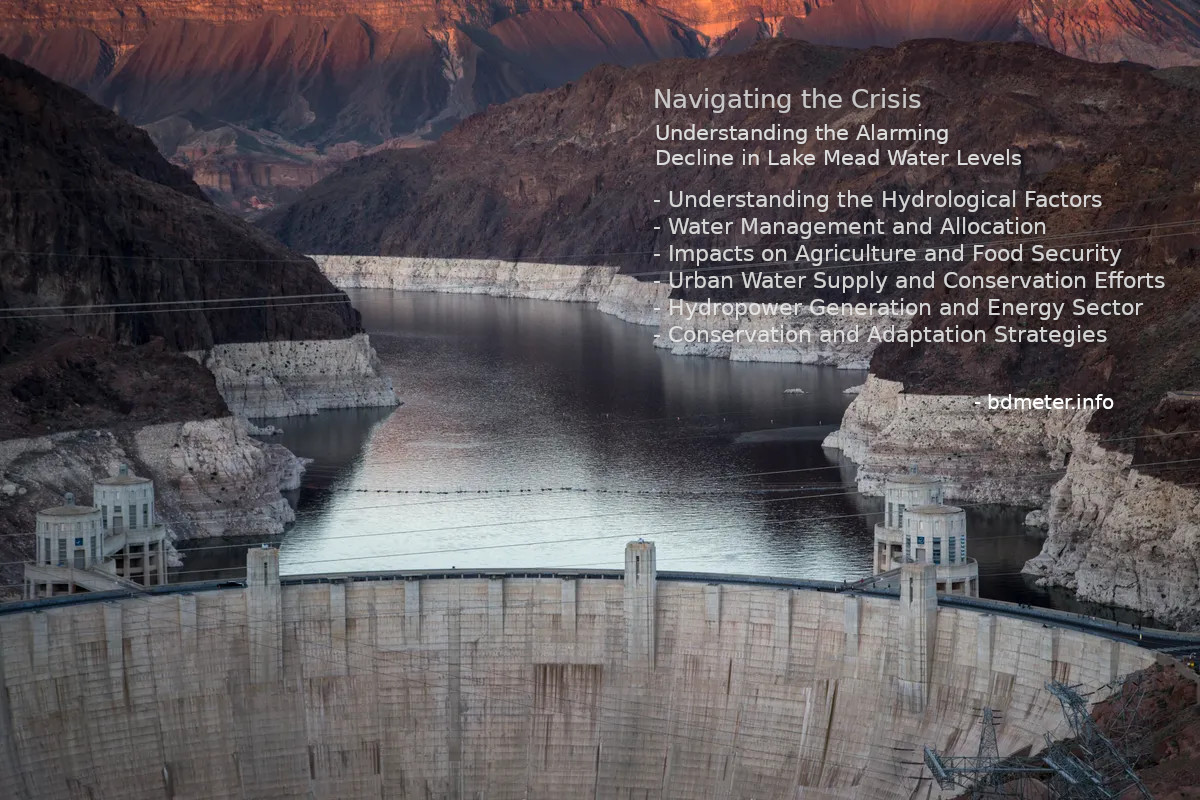 Navigating the Crisis
Understanding the Alarming
Decline in Lake Mead Water Levels
- Understanding the Hydrological Factors
- Water Management and Allocation
- Impacts on Agriculture and Food Security
- Urban Water Supply and Conservation Efforts
- Hydropower Generation and Energy Sector
- Conservation and Adaptation Strategies
- bdmeter.info